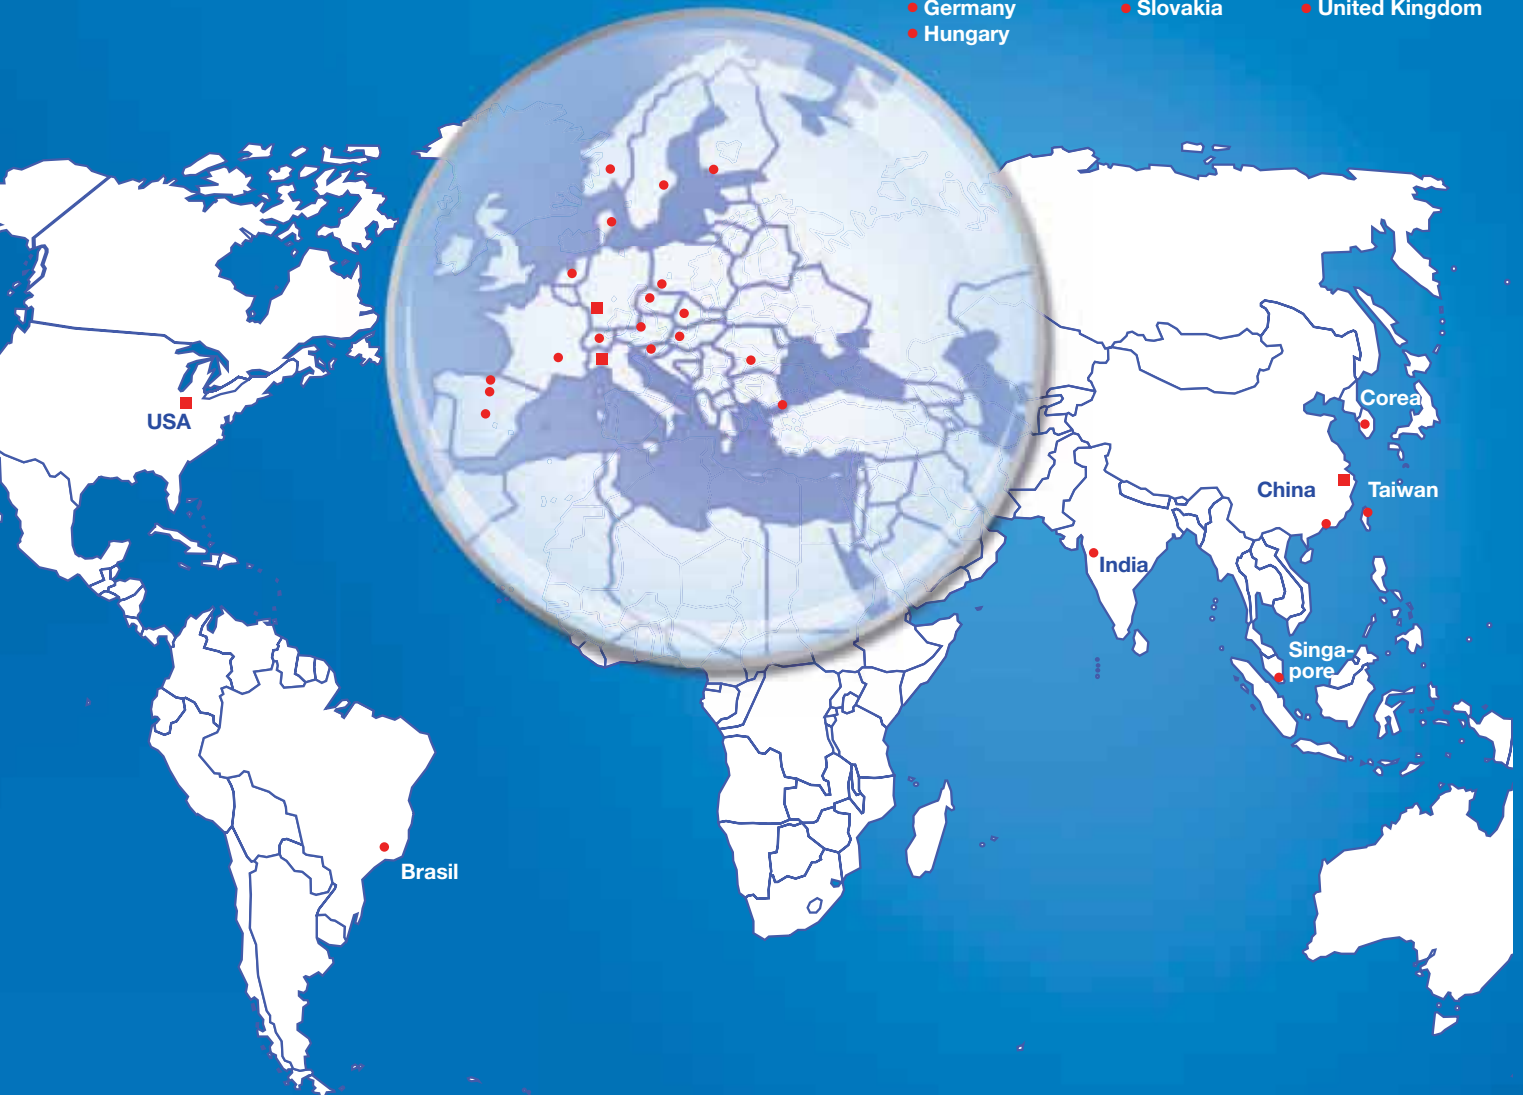 Germany
Slovakia
United Kingdom
Hungary
Corea
USA
China
Taiwan
India
Singa-
pore
Brasil